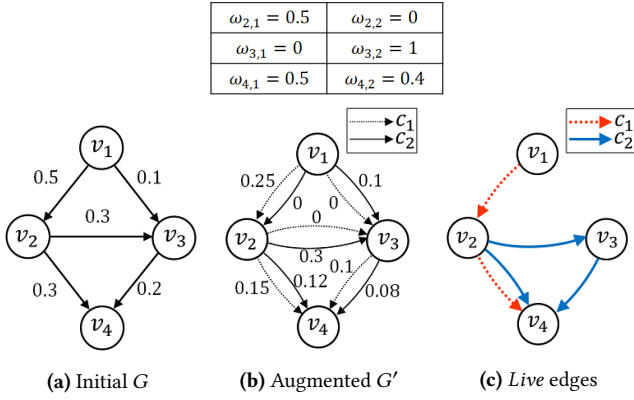 ω2,1 = 0.5 ω2,2 = 0
ω3,1 = 0 ω3,2 = 1
ω4,1 = 0.5 ω4,2 = 0.4
v1
0.5 0.1
0.3
v2 v3
0.3 0.2
v4
(a) Initial G
c1
c2
v1
0.25 0 0 0.1
0
v2 v3
0.3
0.15 0.12 0.1 0.08
v4
(b) Augmented G′
c1
c2
v1
v2 v3
v4
(c) Live edges